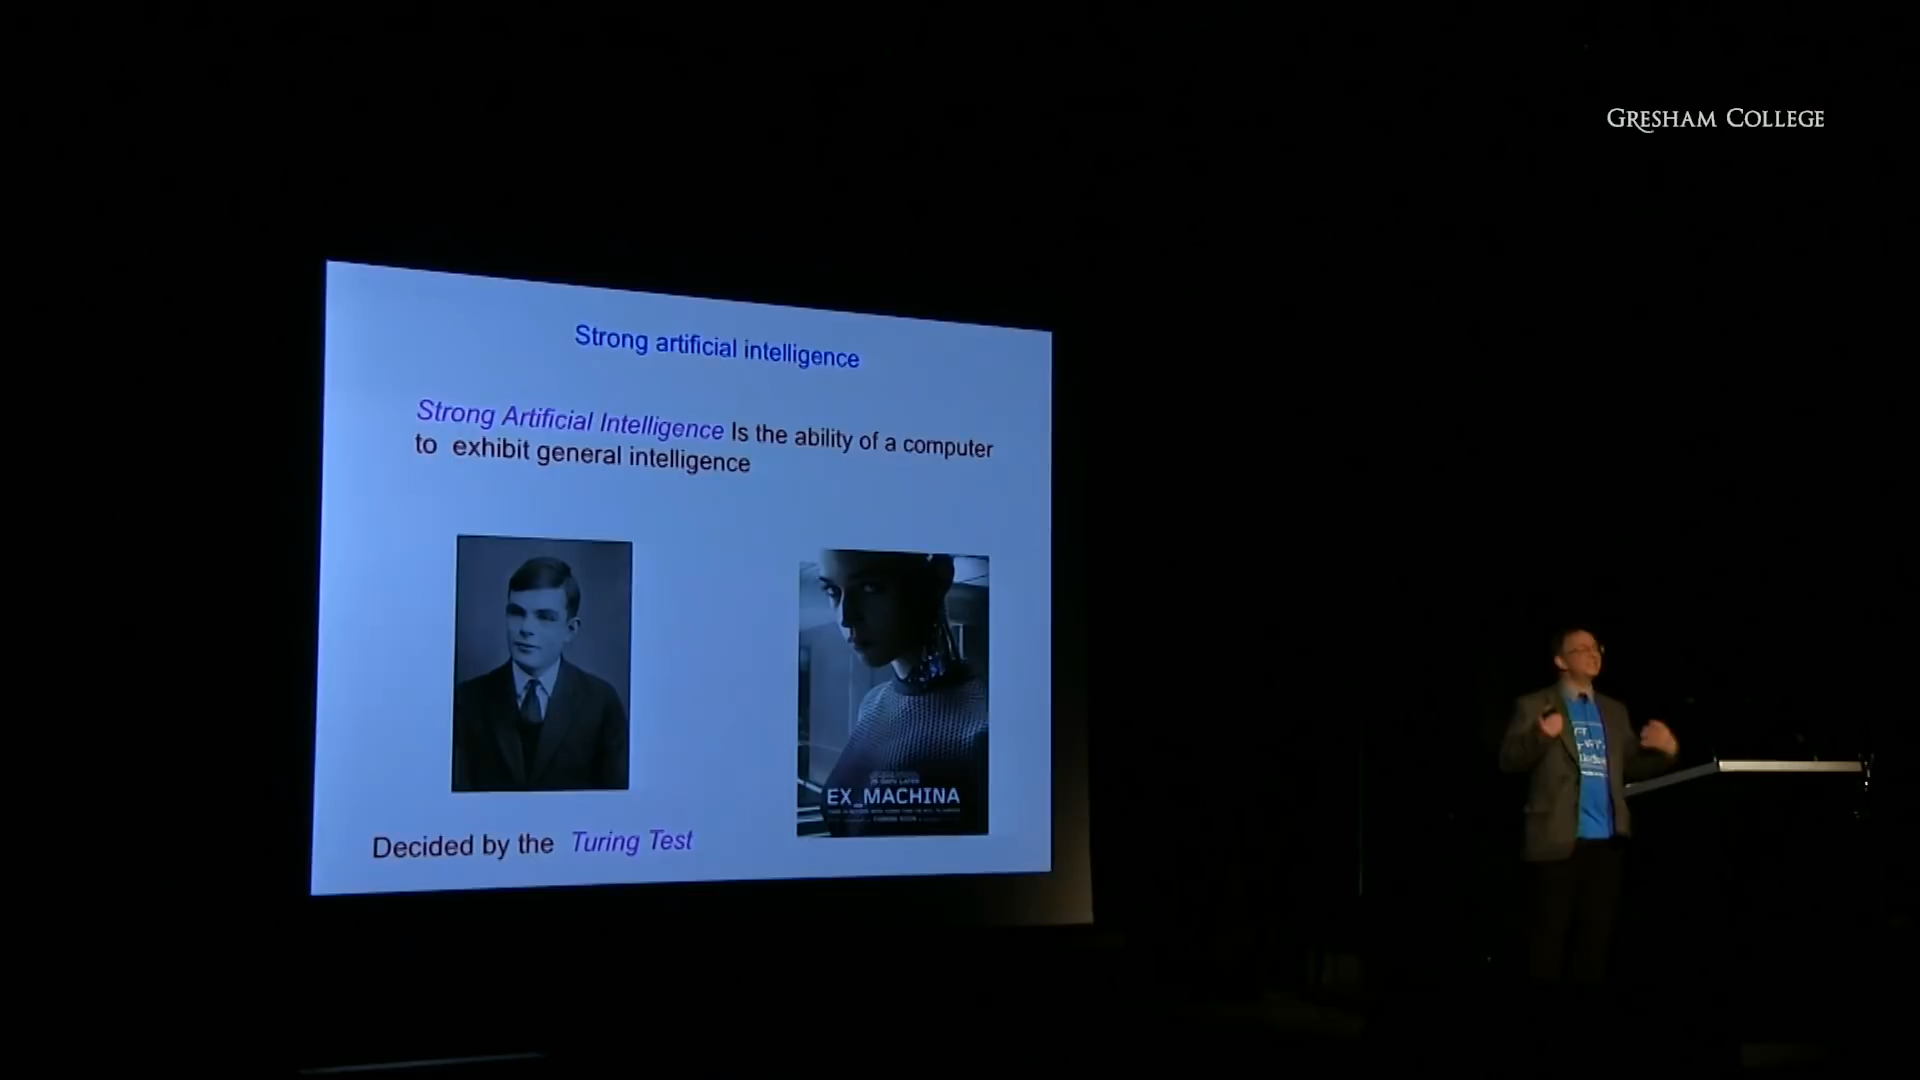 GRESHAM COLLEGE
Strong artificial intelligence
Strong Artificial Intelligence Is the ability of a computer
to exhibit general intelligence
EX_MACHINA
Decided by the Turing Test